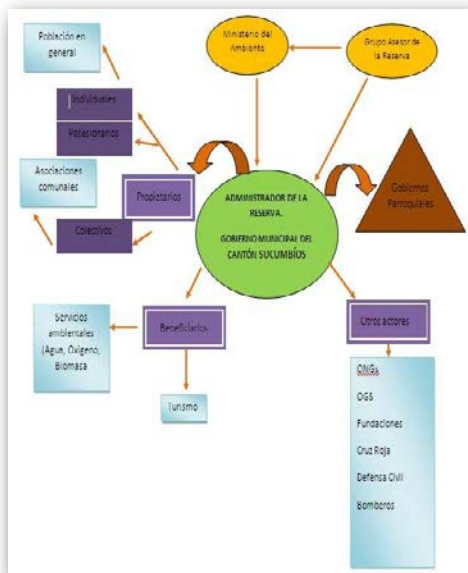 Población en
general
Ministerio del
Ambiente
Grupo Asesor de
la Reserva
Individuales
Posesionarios
Asociaciones
comunales
Propietarios
Colectivos
ADMINISTRADOR DE LA
RESERVA.
GOBIERNO MUNICIPAL DEL
CANTÓN SUCUMBÍOS
Gobiernos
Parroquiales
Servicios
ambientales
(Agua, Oxigeno,
Biomasa
Beneficiarios
Turismo
Otros actores
ONGs
OGS
Fundaciones
Cruz Roja
Defensa Civil
Bomberos